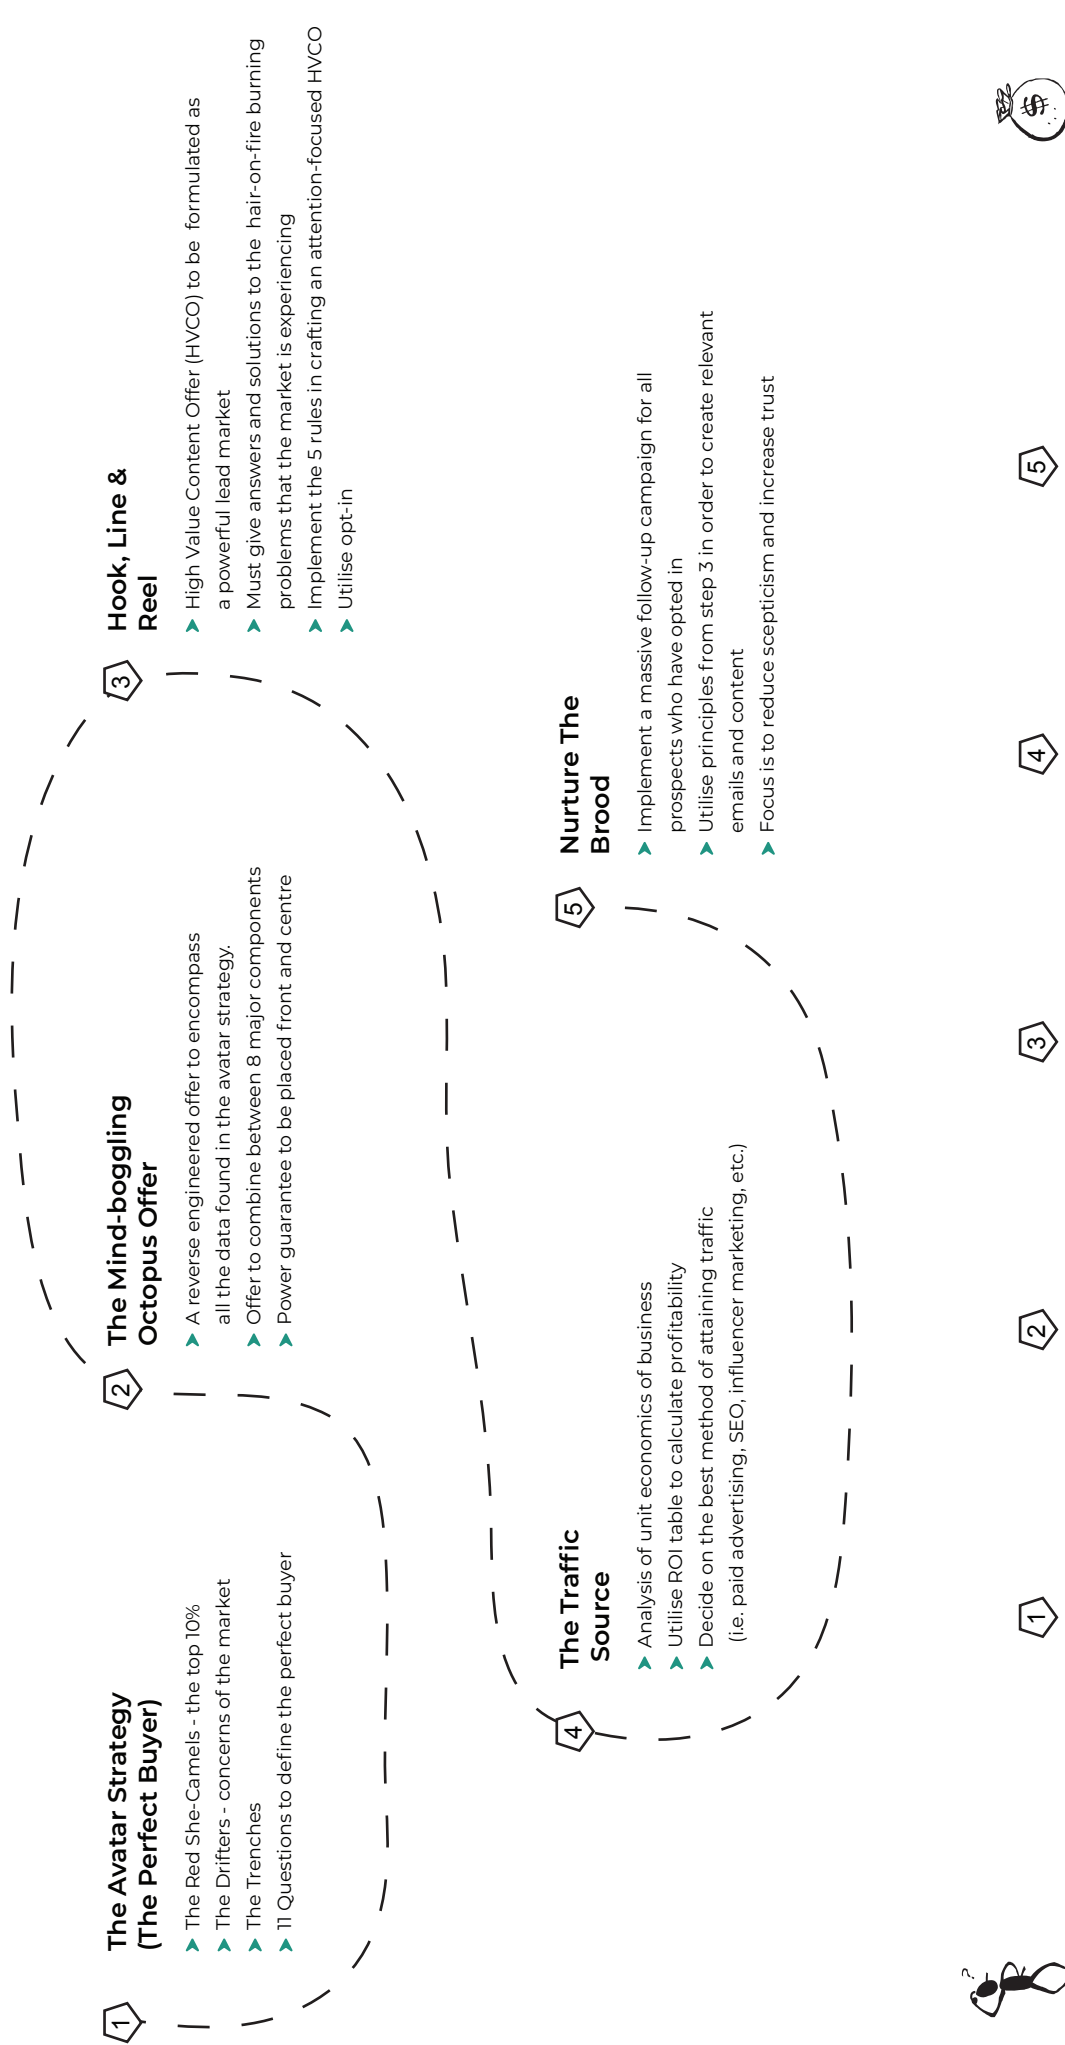 1
The Avatar Strategy
(The Perfect Buyer)
The Red She-Camels - the top 10%
The Drifters - concerns of the market
The Trenches
11 Questions to define the perfect buyer
2
The Mind-boggling
Octopus Offer
A reverse engineered offer to encompass
all the data found in the avatar strategy.
Offer to combine between 8 major components
Power guarantee to be placed front and centre
3
Hook, Line &
Reel
High Value Content Offer (HVCO) to be formulated as
a powerful lead market
Must give answers and solutions to the hair-on-fire burning
problems that the market is experiencing
Implement the 5 rules in crafting an attention-focused HVCO
Utilise opt-in
4
The Traffic
Source
Analysis of unit economics of business
Utilise ROI table to calculate profitability
Decide on the best method of attaining traffic
(i.e. paid advertising, SEO, influencer marketing, etc.)
5
Nurture The
Brood
Implement a massive follow-up campaign for all
prospects who have opted in
Utilise principles from step 3 in order to create relevant
emails and content
Focus is to reduce scepticism and increase trust
?
1
2
3
4
5
$